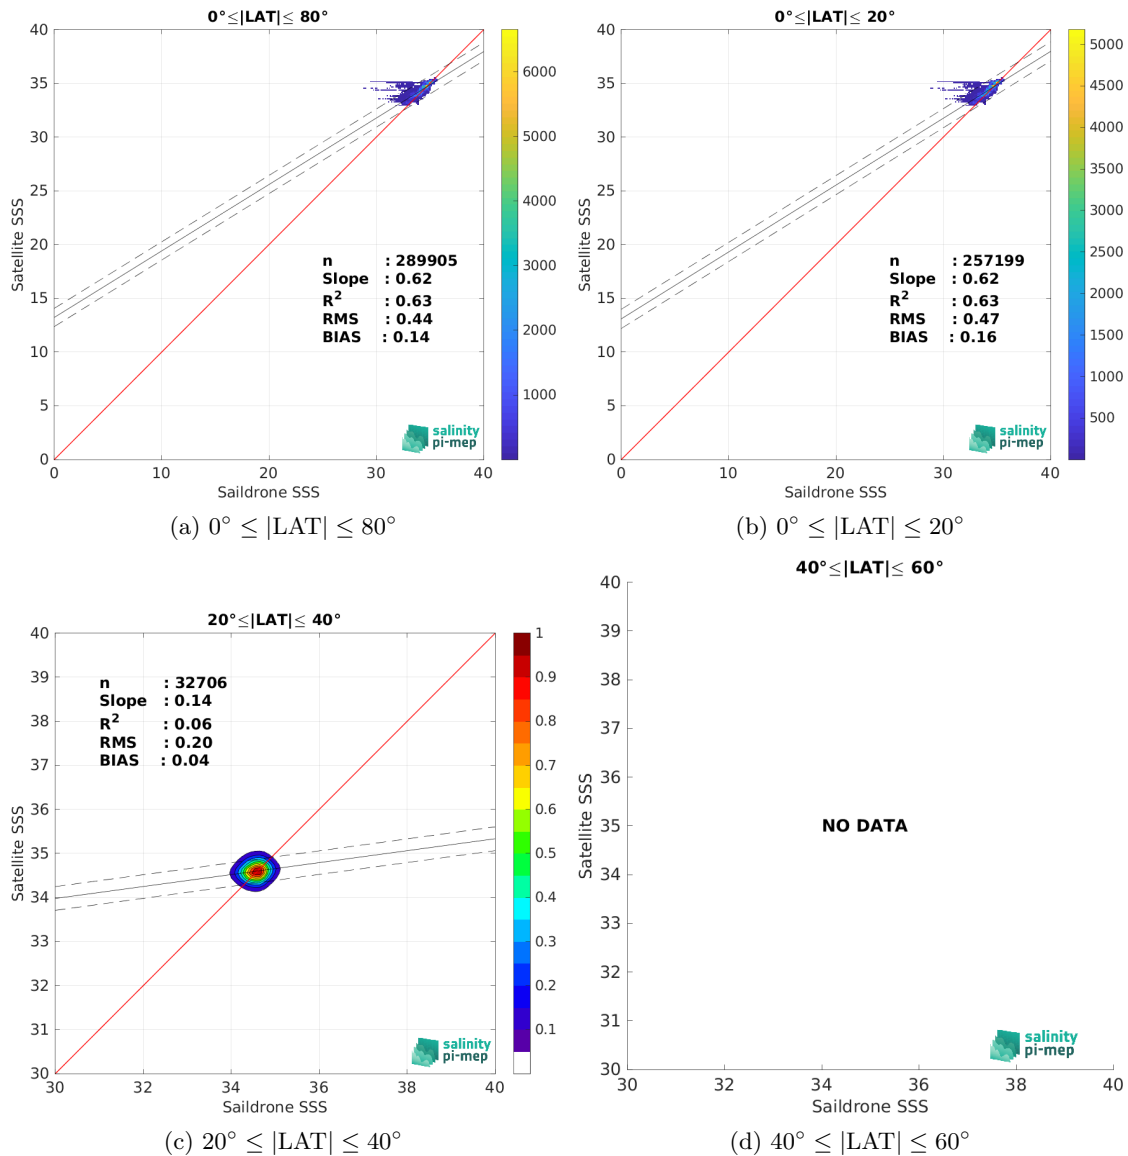 0°≤|LAT|≤ 80°
40
35
30
25
20
15
10
5
0
Satellite SSS
n : 289905
Slope : 0.62
R² : 0.63
RMS : 0.44
BIAS : 0.14
salinity
pi-mep
0 10 20 30 40
Saildrone SSS
6000
5000
4000
3000
2000
1000
(a) 0° ≤ |LAT| ≤ 80°
0°≤|LAT|≤ 20°
40
35
30
25
20
15
10
5
0
Satellite SSS
n : 257199
Slope : 0.62
R² : 0.63
RMS : 0.47
BIAS : 0.16
salinity
pi-mep
0 10 20 30 40
Saildrone SSS
5000
4500
4000
3500
3000
2500
2000
1500
1000
500
(b) 0° ≤ |LAT| ≤ 20°
20°≤|LAT|≤ 40°
40
39
38
37
36
35
34
33
32
31
30
Satellite SSS
n : 32706
Slope : 0.14
R² : 0.06
RMS : 0.20
BIAS : 0.04
salinity
pi-mep
30 32 34 36 38 40
Saildrone SSS
1
0.9
0.8
0.7
0.6
0.5
0.4
0.3
0.2
0.1
(c) 20° ≤ |LAT| ≤ 40°
40°≤|LAT|≤ 60°
40
39
38
37
36
35
34
33
32
31
30
Satellite SSS
NO DATA
salinity
pi-mep
30 32 34 36 38 40
Saildrone SSS
(d) 40° ≤ |LAT| ≤ 60°